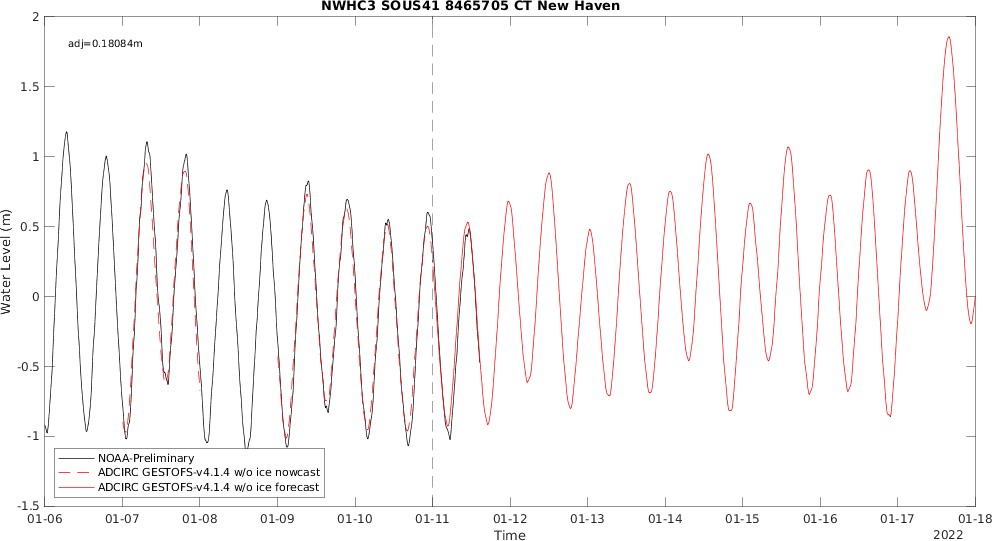 NWHC3 SOUS41 8465705 CT New Haven
adj=0.18084m
Water Level (m)
2
1.5
1
0.5
0
-0.5
-1
-1.5
NOAA-Preliminary
ADCIRC GESTOFS-v4.1.4 w/o ice nowcast
ADCIRC GESTOFS-v4.1.4 w/o ice forecast
01-06 01-07 01-08 01-09 01-10 01-11 01-12 01-13 01-14 01-15 01-16 01-17 01-18
Time
2022